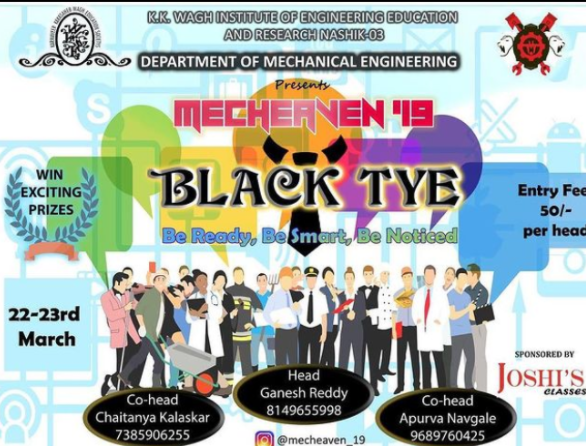 K.K. WAGH INSTITUTE OF ENGINEERING EDUCATION
AND RESEARCH NASHIK-03
DEPARTMENT OF MECHANICAL ENGINEERING
Presents
MECHEAVEN '19
BLACK TYE
Be Ready, Be Smart, Be Noticed
WIN
EXCITING
PRIZES
Entry Fee
50/-
per head
22-23rd
March
SPONSORED BY
JOSHI'S
CLASSES
Co-head
Chaitanya Kalaskar
7385906255
Head
Ganesh Reddy
8149655998
Co-head
Apurva Navgale
9689760425
@mecheaven_19